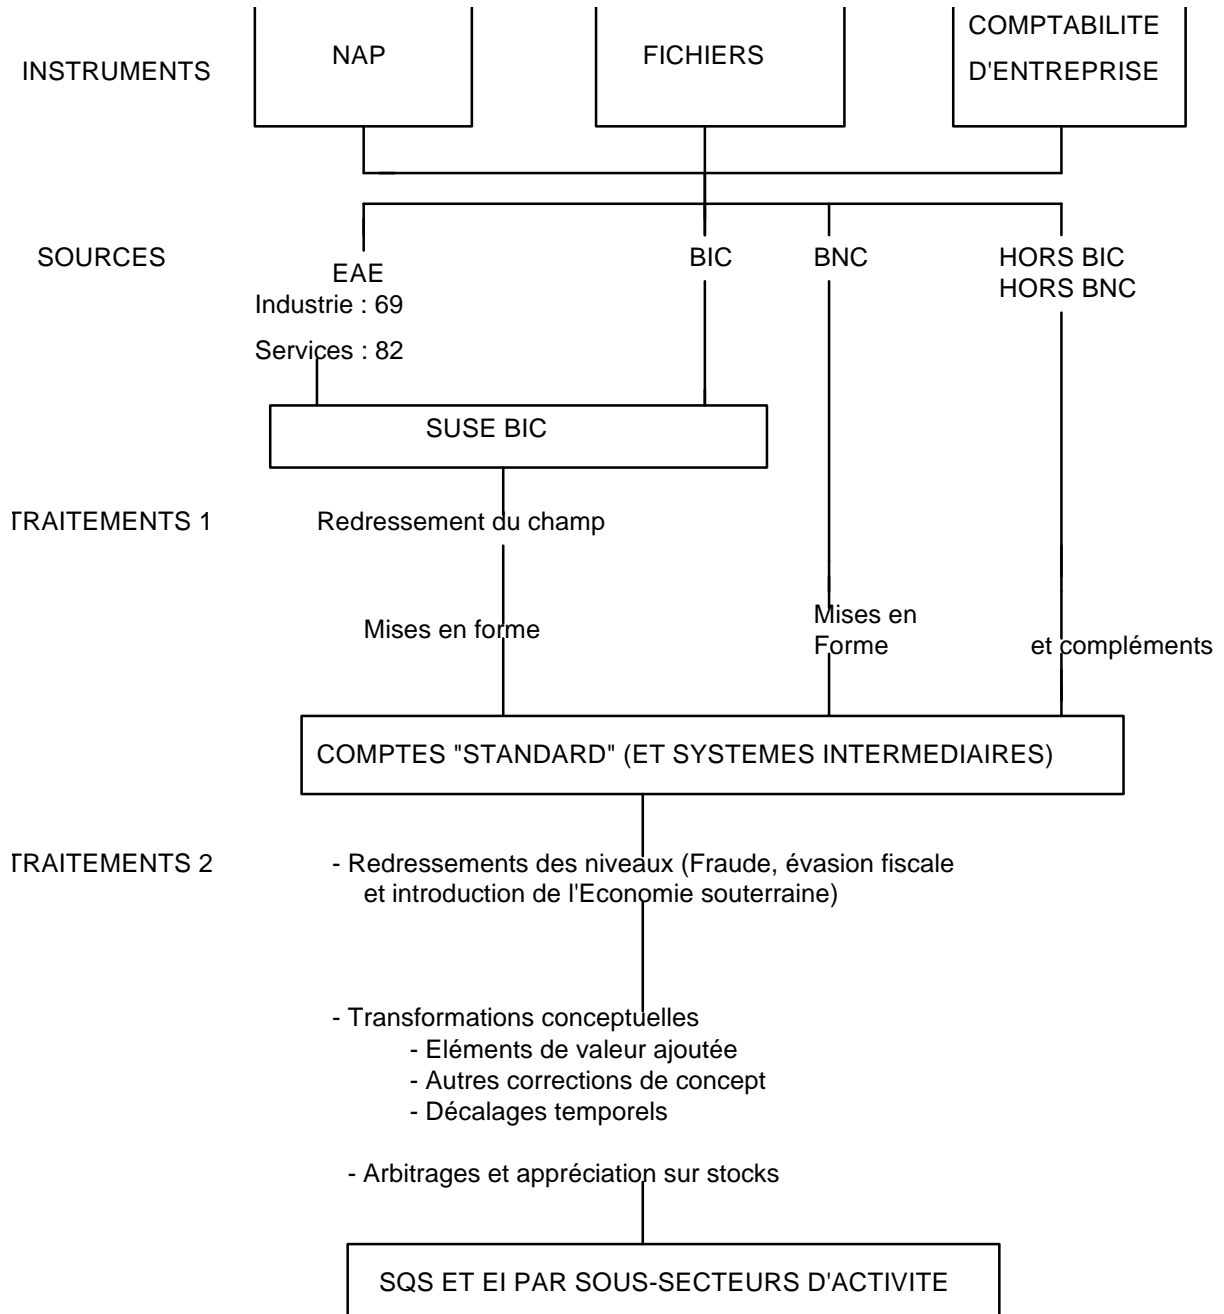 INSTRUMENTS
NAP
FICHIERS
COMPTABILITE
D'ENTREPRISE
SOURCES
EAE
Industrie : 69
Services : 82
BIC
BNC
HORS BIC
HORS BNC
SUSE BIC
TRAITEMENTS 1
Redressement du champ
Mises en forme
Mises en
Forme
et compléments
COMPTES "STANDARD" (ET SYSTEMES INTERMEDIAIRES)
TRAITEMENTS 2
- Redressements des niveaux (Fraude, évasion fiscale
et introduction de l'Economie souterraine)
- Transformations conceptuelles
- Eléments de valeur ajoutée
- Autres corrections de concept
- Décalages temporels
- Arbitrages et appréciation sur stocks
SQS ET EI PAR SOUS-SECTEURS D'ACTIVITE